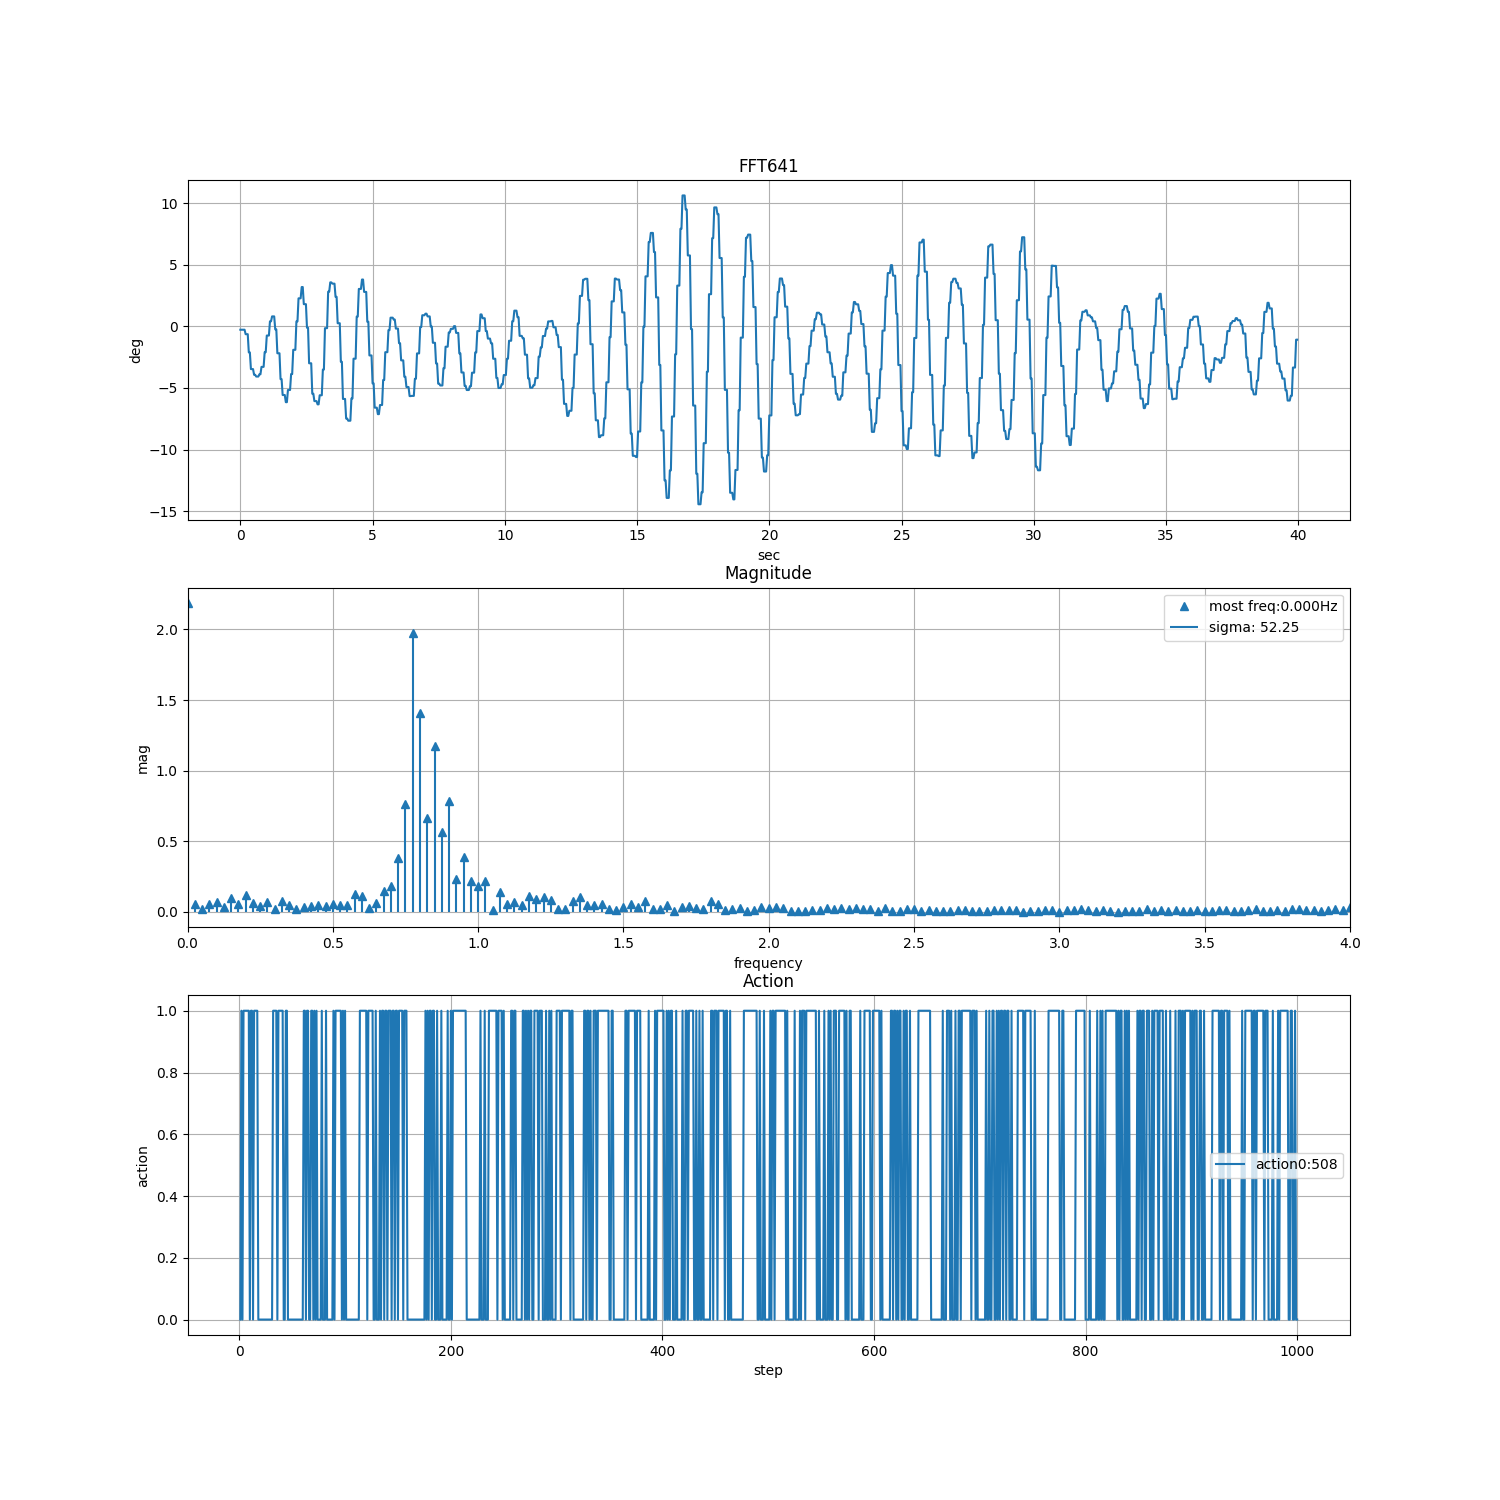 FFT641
10
5
0
−5
−10
−15
deg
0 5 10 15 20 25 30 35 40
sec
Magnitude
most freq:0.000Hz
sigma: 52.25
2.0
1.5
1.0
0.5
0.0
mag
0.0 0.5 1.0 1.5 2.0 2.5 3.0 3.5 4.0
frequency
Action
1.0
0.8
0.6
0.4
0.2
0.0
action
action0:508
0 200 400 600 800 1000
step